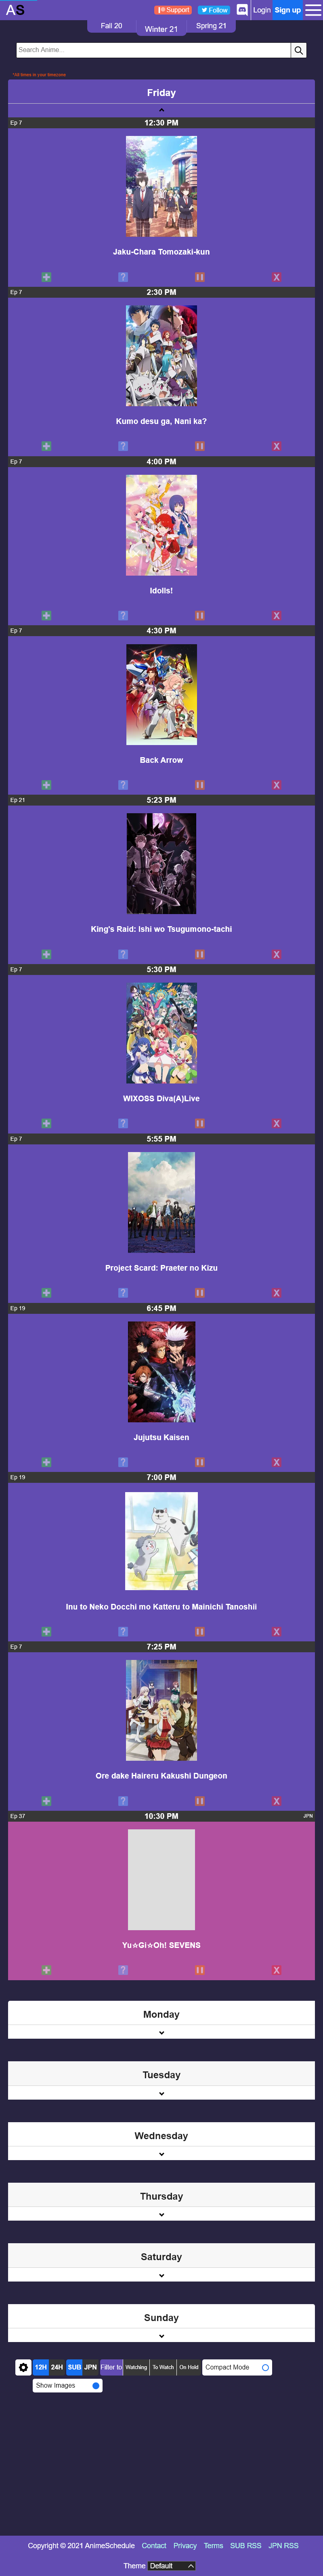 AS
Support
Follow
Login
Sign up
Fall 20
Winter 21
Spring 21
Search Anime...
*All times in your timezone
Friday
Ep 7 12:30 PM
Jaku-Chara Tomozaki-kun
Ep 7 2:30 PM
Kumo desu ga, Nani ka?
Ep 7 4:00 PM
Idolls!
Ep 7 4:30 PM
Back Arrow
Ep 21 5:23 PM
King's Raid: Ishi wo Tsugumono-tachi
Ep 7 5:30 PM
WIXOSS Diva(A)Live
Ep 7 5:55 PM
Project Scard: Praeter no Kizu
Ep 19 6:45 PM
Jujutsu Kaisen
Ep 19 7:00 PM
Inu to Neko Docchi mo Katteru to Mainichi Tanoshii
Ep 7 7:25 PM
Ore dake Haireru Kakushi Dungeon
Ep 37 10:30 PM JPN
Yu☆Gi☆Oh! SEVENS
Monday
Tuesday
Wednesday
Thursday
Saturday
Sunday
12H 24H SUB JPN Filter to Watching To Watch On Hold Compact Mode
Show Images
Copyright © 2021 AnimeSchedule Contact Privacy Terms SUB RSS JPN RSS
Theme Default